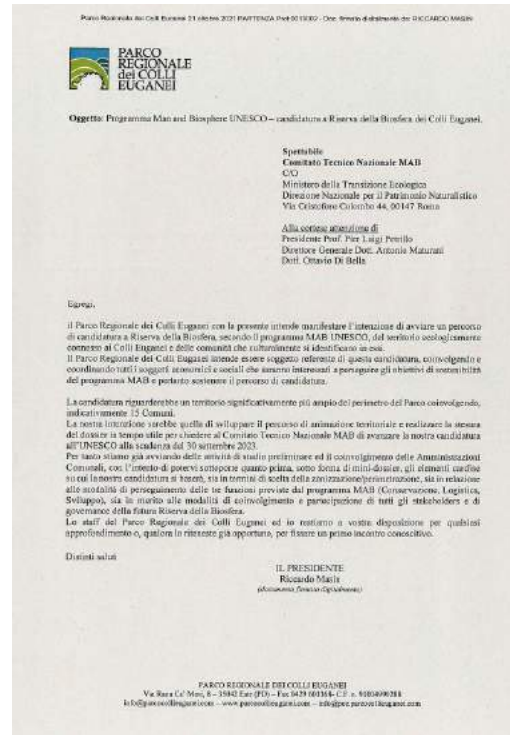 Parco Regionale dei Colli Euganei 21 ottobre 2021 PARTENZA Prot - Doc. firmato digitalmente da: RICCARDO MASIN
PARCO
REGIONALE
dei COLLI
EUGANEI
Oggetto: Programma Man and Biosphere UNESCO – candidatura a Riserva della Biosfera dei Colli Euganei.
Spettabile
Comitato Tecnico Nazionale MAB
C/O
Ministero della Transizione Ecologica
Direzione Nazionale per il Patrimonio Naturalistico
Via Cristoforo Colombo 44, 00147 Roma
Alla cortese attenzione di
Presidente Prof. Pier Luigi Petrillo
Direttore Generale Dott. Antonio Maturani
Dott. Ottavio Di Bella
Egregi,
il Parco Regionale dei Colli Euganei con la presente intende manifestare l'intenzione di avviare un percorso
di candidatura a Riserva della Biosfera, secondo il programma MAB UNESCO, del territorio ecologicamente
connesso ai Colli Euganei e delle comunità che culturalmente si identificano in essi.
Il Parco Regionale dei Colli Euganei intende essere soggetto referente di questa candidatura, coinvolgendo e
coordinando tutti i soggetti economici e sociali che saranno interessati a perseguire gli obiettivi di sostenibilità
del programma MAB e pertanto sostenere il percorso di candidatura.
La candidatura riguarderebbe un territorio significativamente più ampio del perimetro del Parco coinvolgendo,
indicativamente 15 Comuni.
La nostra intenzione sarebbe quella di sviluppare il percorso di animazione territoriale e realizzare la stesura
del dossier in tempo utile per chiedere al Comitato Tecnico Nazionale MAB di avanzare la nostra candidatura
all'UNESCO alla scadenza del 30 settembre 2023.
Per tanto stiamo già avviando delle attività di studio preliminare ed il coinvolgimento delle Amministrazioni
Comunali, con l'intento di potervi sottoporre quanto prima, sotto forma di mini-dossier, gli elementi cardine
su cui la nostra candidatura si baserà, sia in termini di scelta della zonizzazione/perimetrazione, sia in relazione
alle modalità di perseguimento delle tre funzioni previste dal programma MAB (Conservazione, Logistica,
Sviluppo), sia in merito alle modalità di coinvolgimento e partecipazione di tutti gli stakeholders e di
governance della futura Riserva della Biosfera.
Lo staff del Parco Regionale dei Colli Euganei ed io restiamo a vostra disposizione per qualsiasi
approfondimento o, qualora lo riteneste già opportuno, per fissare un primo incontro conoscitivo.
Distinti saluti
IL PRESIDENTE
Riccardo Masin
(documento firmato digitalmente)
PARCO REGIONALE DEI COLLI EUGANEI
Via Rana Ca' Mori, 8 – 35042 Este (PD) – Fax 0429 601368- C.F. n.
info@parcocollieuganei.com – www.parcocollieuganei.com –